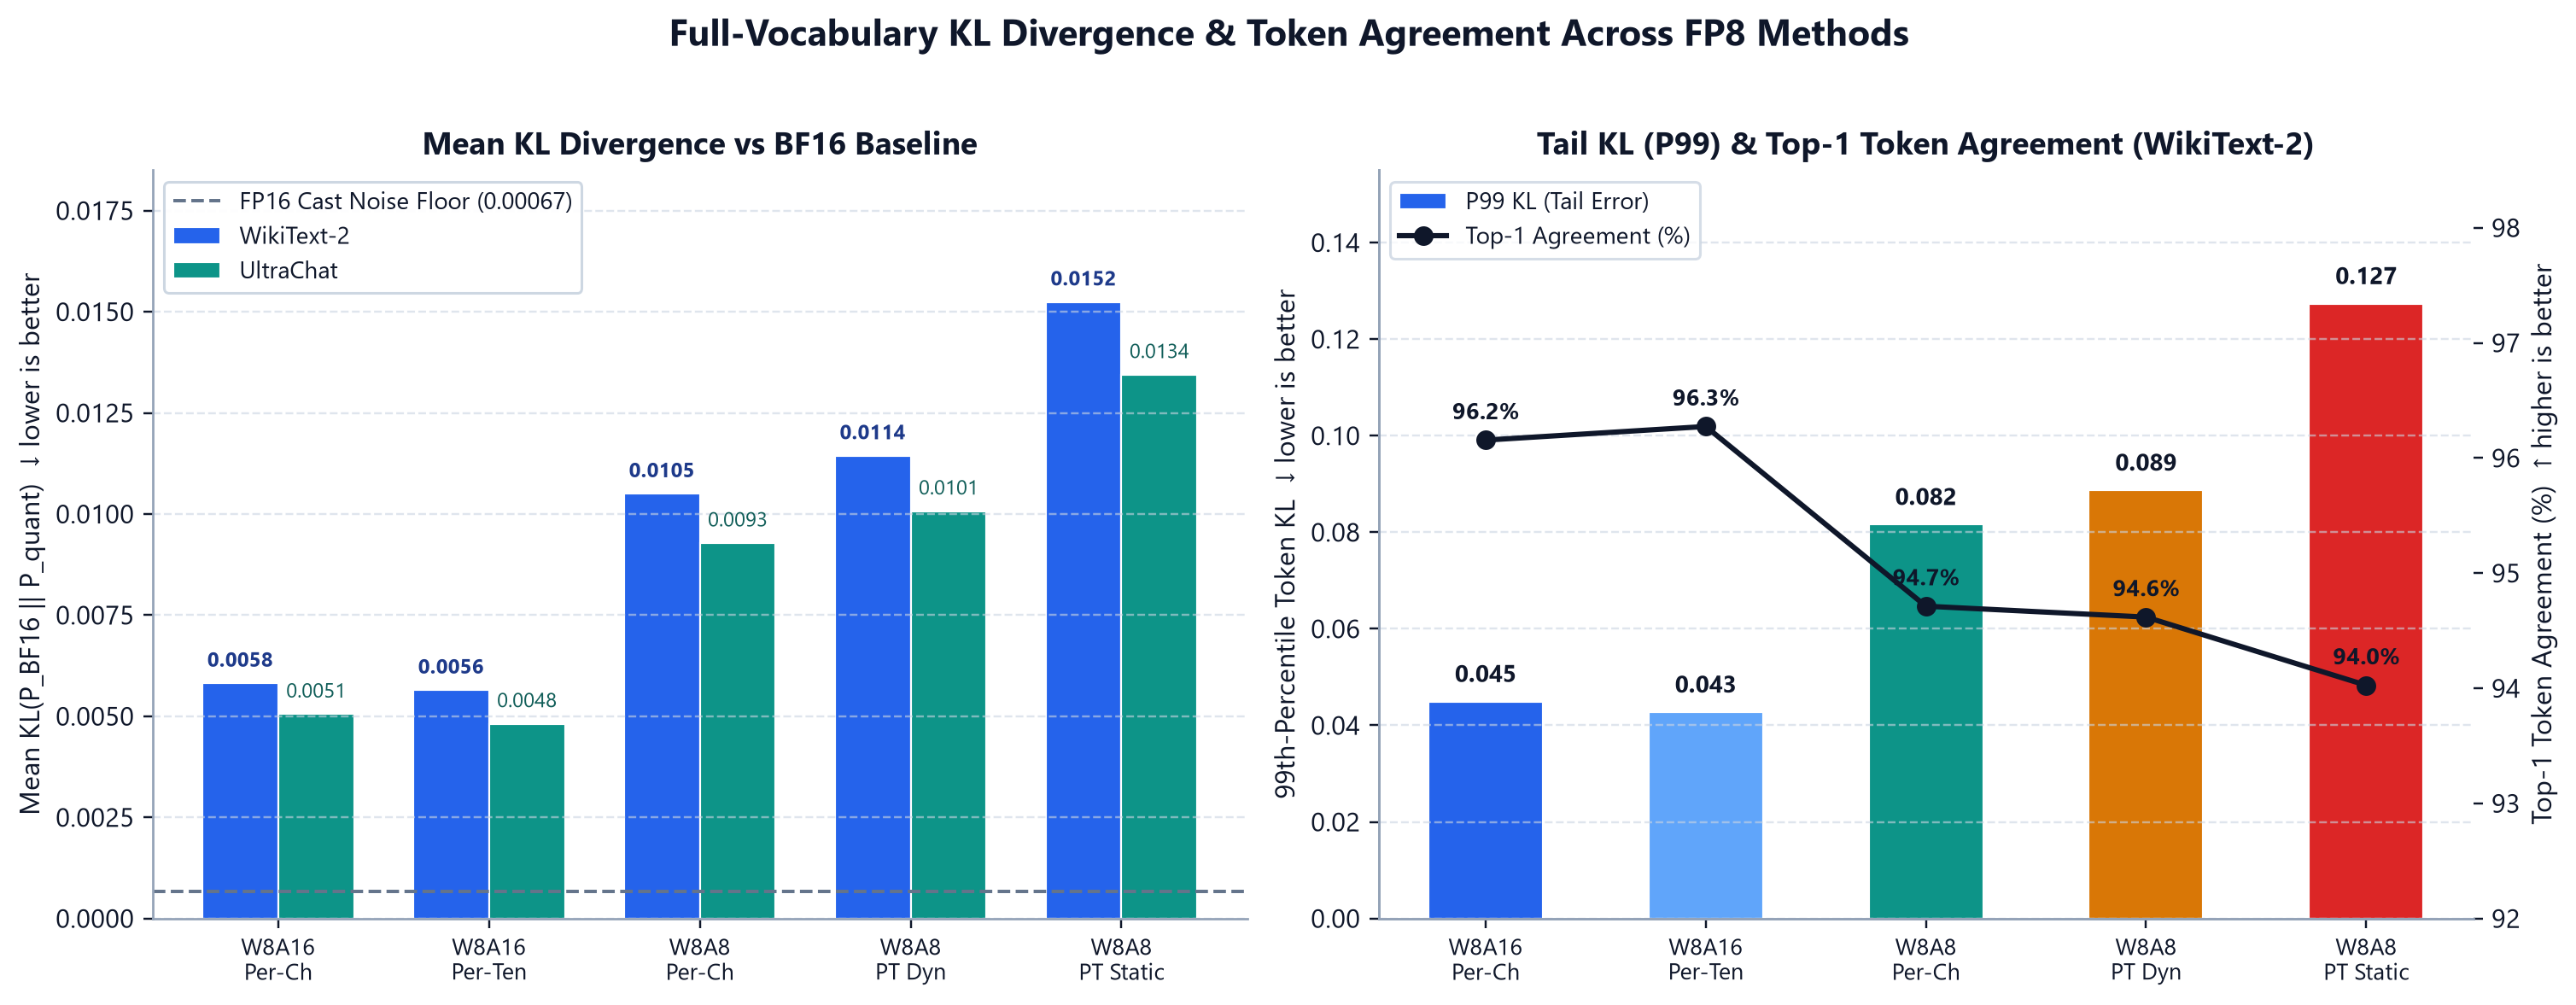 Full-Vocabulary KL Divergence & Token Agreement Across FP8 Methods
Mean KL Divergence vs BF16 Baseline
Mean KL(P_BF16 || P_quant) ↓ lower is better
0.0175
0.0150
0.0125
0.0100
0.0075
0.0050
0.0025
0.0000
FP16 Cast Noise Floor (0.00067)
WikiText-2
UltraChat
0.0058
0.0051
0.0056
0.0048
0.0105
0.0093
0.0114
0.0101
0.0152
0.0134
W8A16
Per-Ch
W8A16
Per-Ten
W8A8
Per-Ch
W8A8
PT Dyn
W8A8
PT Static
Tail KL (P99) & Top-1 Token Agreement (WikiText-2)
99th-Percentile Token KL ↓ lower is better
0.14
0.12
0.10
0.08
0.06
0.04
0.02
0.00
P99 KL (Tail Error)
Top-1 Agreement (%)
96.2%
96.3%
94.7%
94.6%
94.0%
0.045
0.043
0.082
0.089
0.127
W8A16
Per-Ch
W8A16
Per-Ten
W8A8
Per-Ch
W8A8
PT Dyn
W8A8
PT Static
98
97
96
95
94
93
92
Top-1 Token Agreement (%) ↑ higher is better